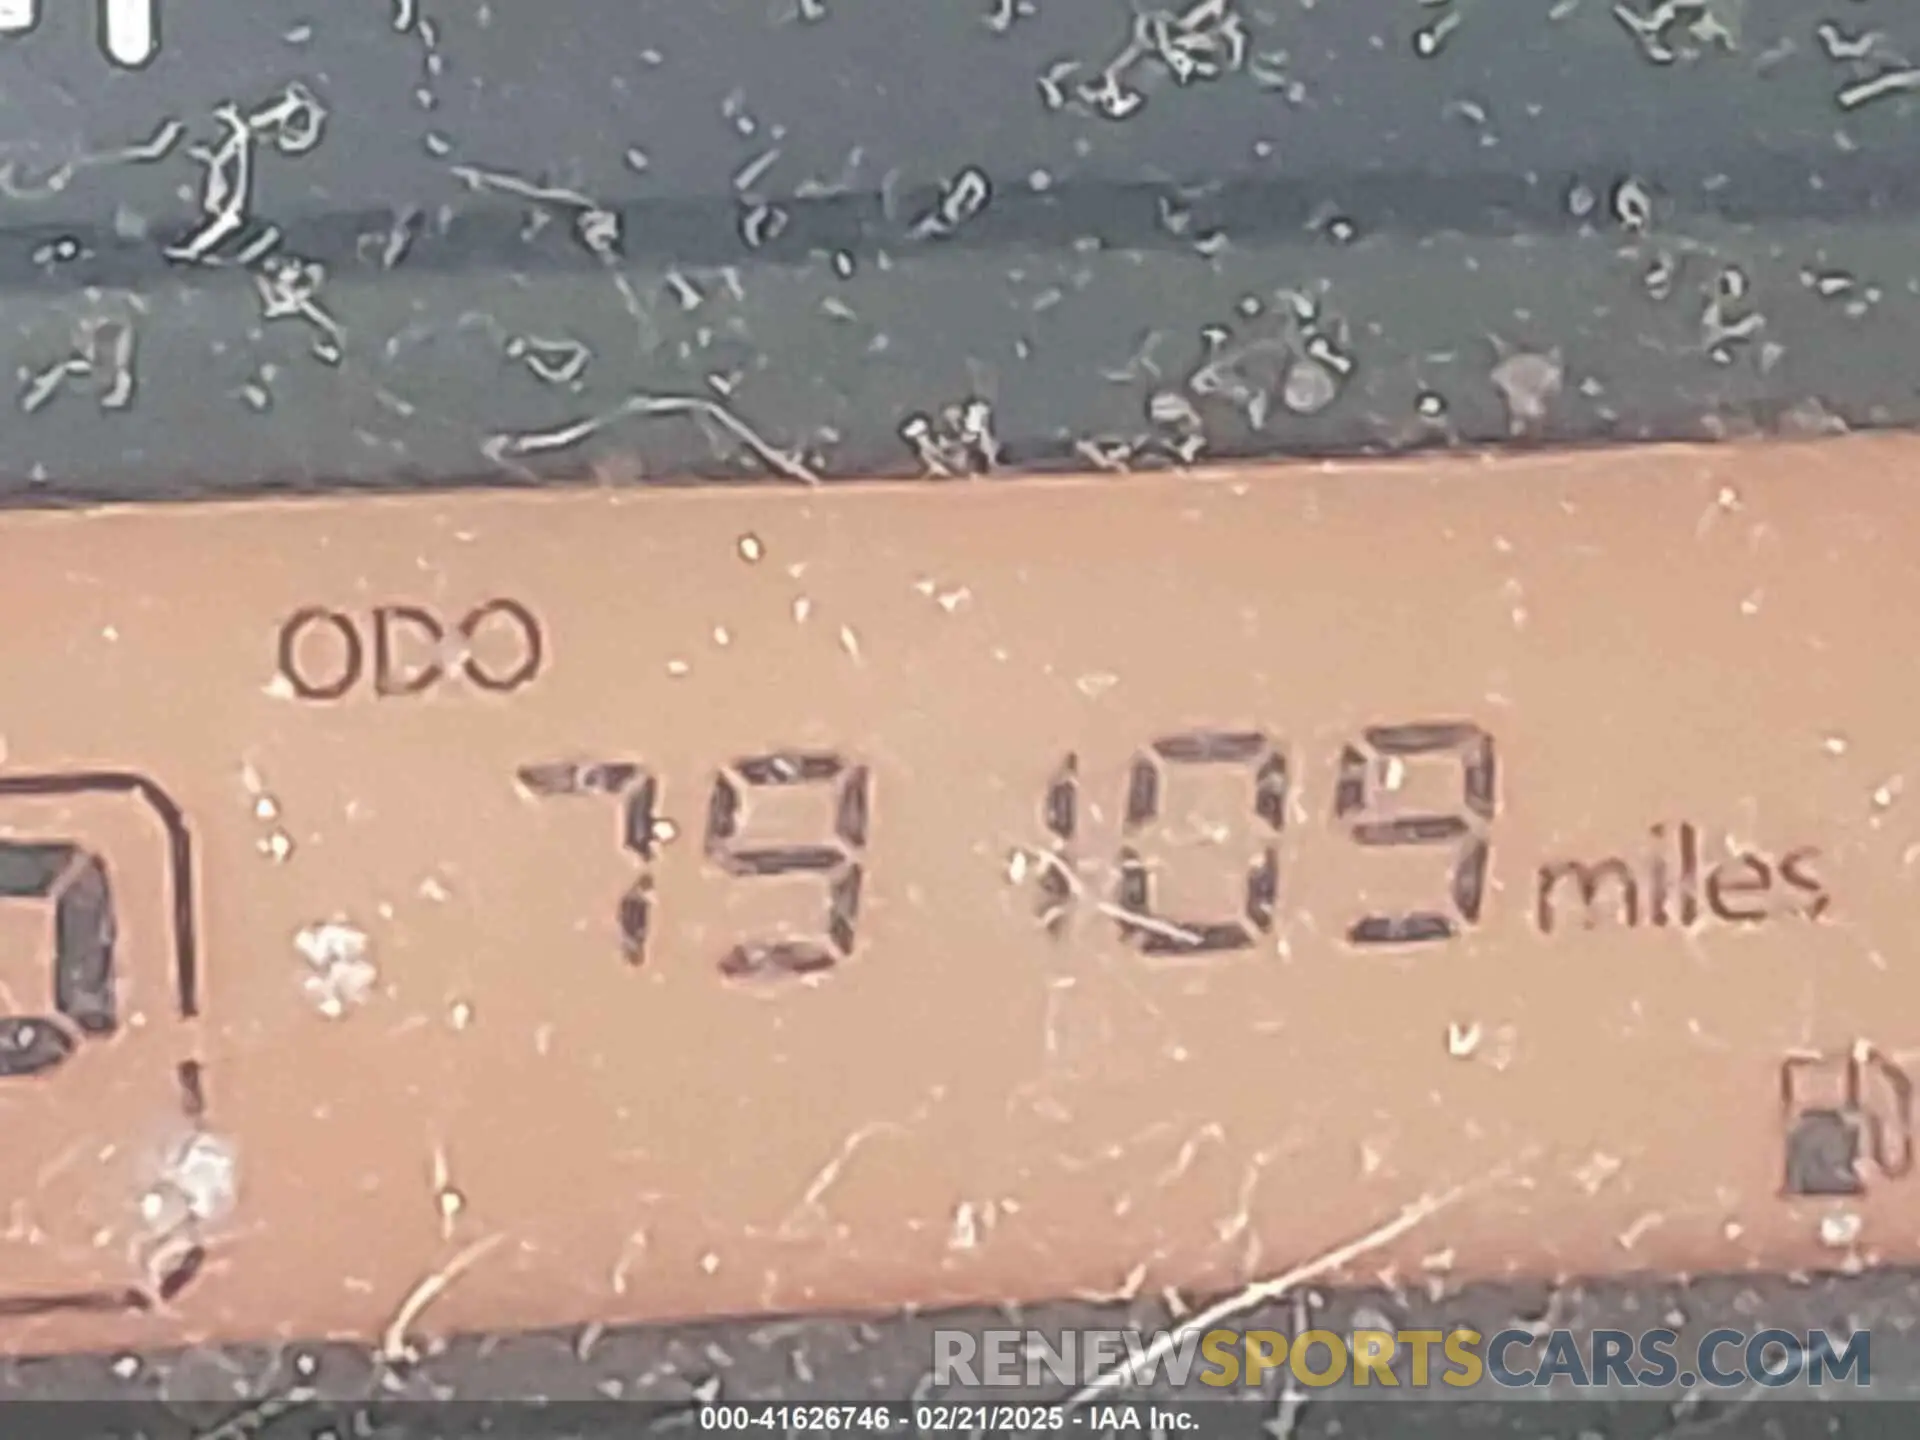 ODO
79109 miles
RENEWSPORTSCARS.COM
000-41626746 - 02/21/2025 - IAA Inc.